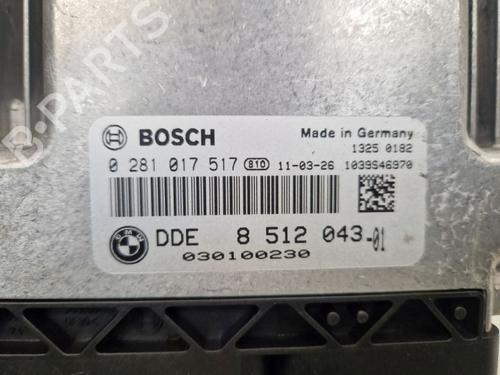 B-PARTS
BOSCH
Made in Germany
1325 0182
0 281 017 517 810 11-03-26 1039S46970
BMW
DDE 8 512 043-01
030100230